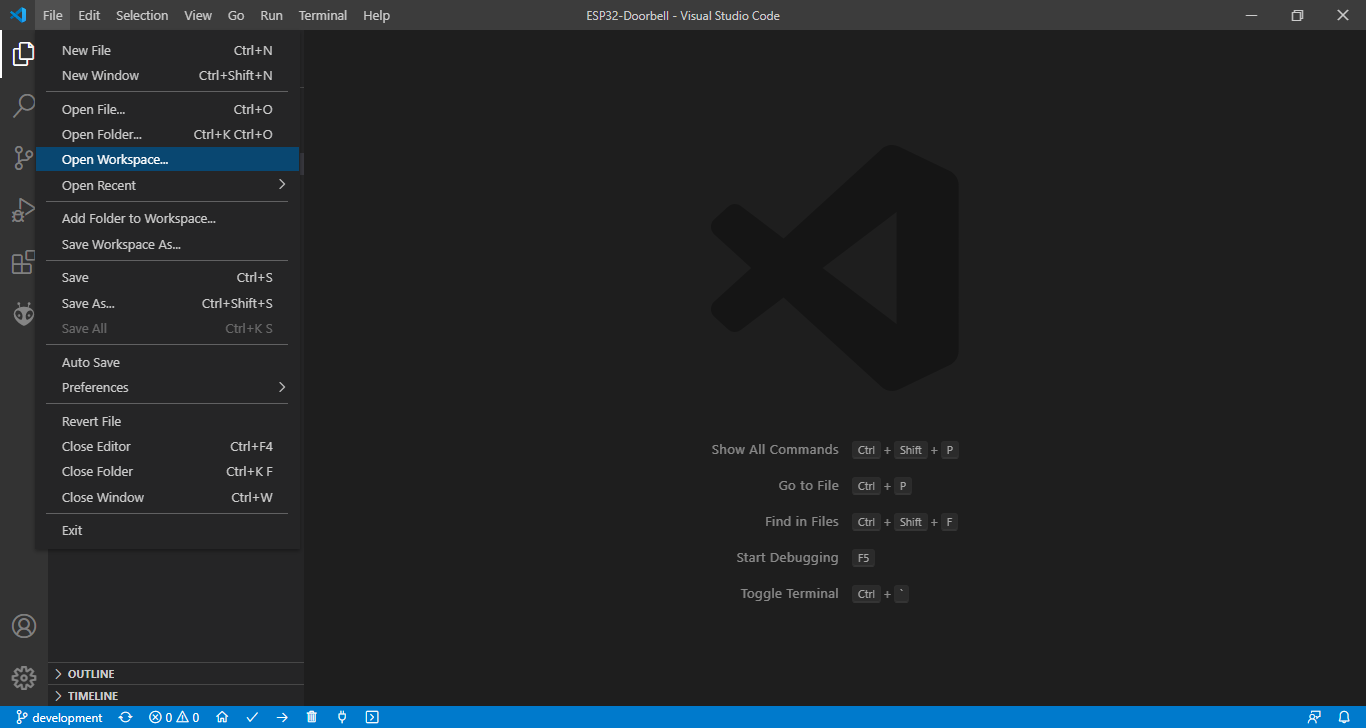 File Edit Selection View Go Run Terminal Help ESP32-Doorbell - Visual Studio Code
New File Ctrl+N
New Window Ctrl+Shift+N
Open File... Ctrl+O
Open Folder... Ctrl+K Ctrl+O
Open Workspace...
Open Recent
Add Folder to Workspace...
Save Workspace As...
Save Ctrl+S
Save As... Ctrl+Shift+S
Save All Ctrl+K S
Auto Save
Preferences
Revert File
Close Editor Ctrl+F4
Close Folder Ctrl+K F
Close Window Ctrl+W
Exit
Show All Commands Ctrl + Shift + P
Go to File Ctrl + P
Find in Files Ctrl + Shift + F
Start Debugging F5
Toggle Terminal Ctrl + `
OUTLINE
TIMELINE
development 0 0